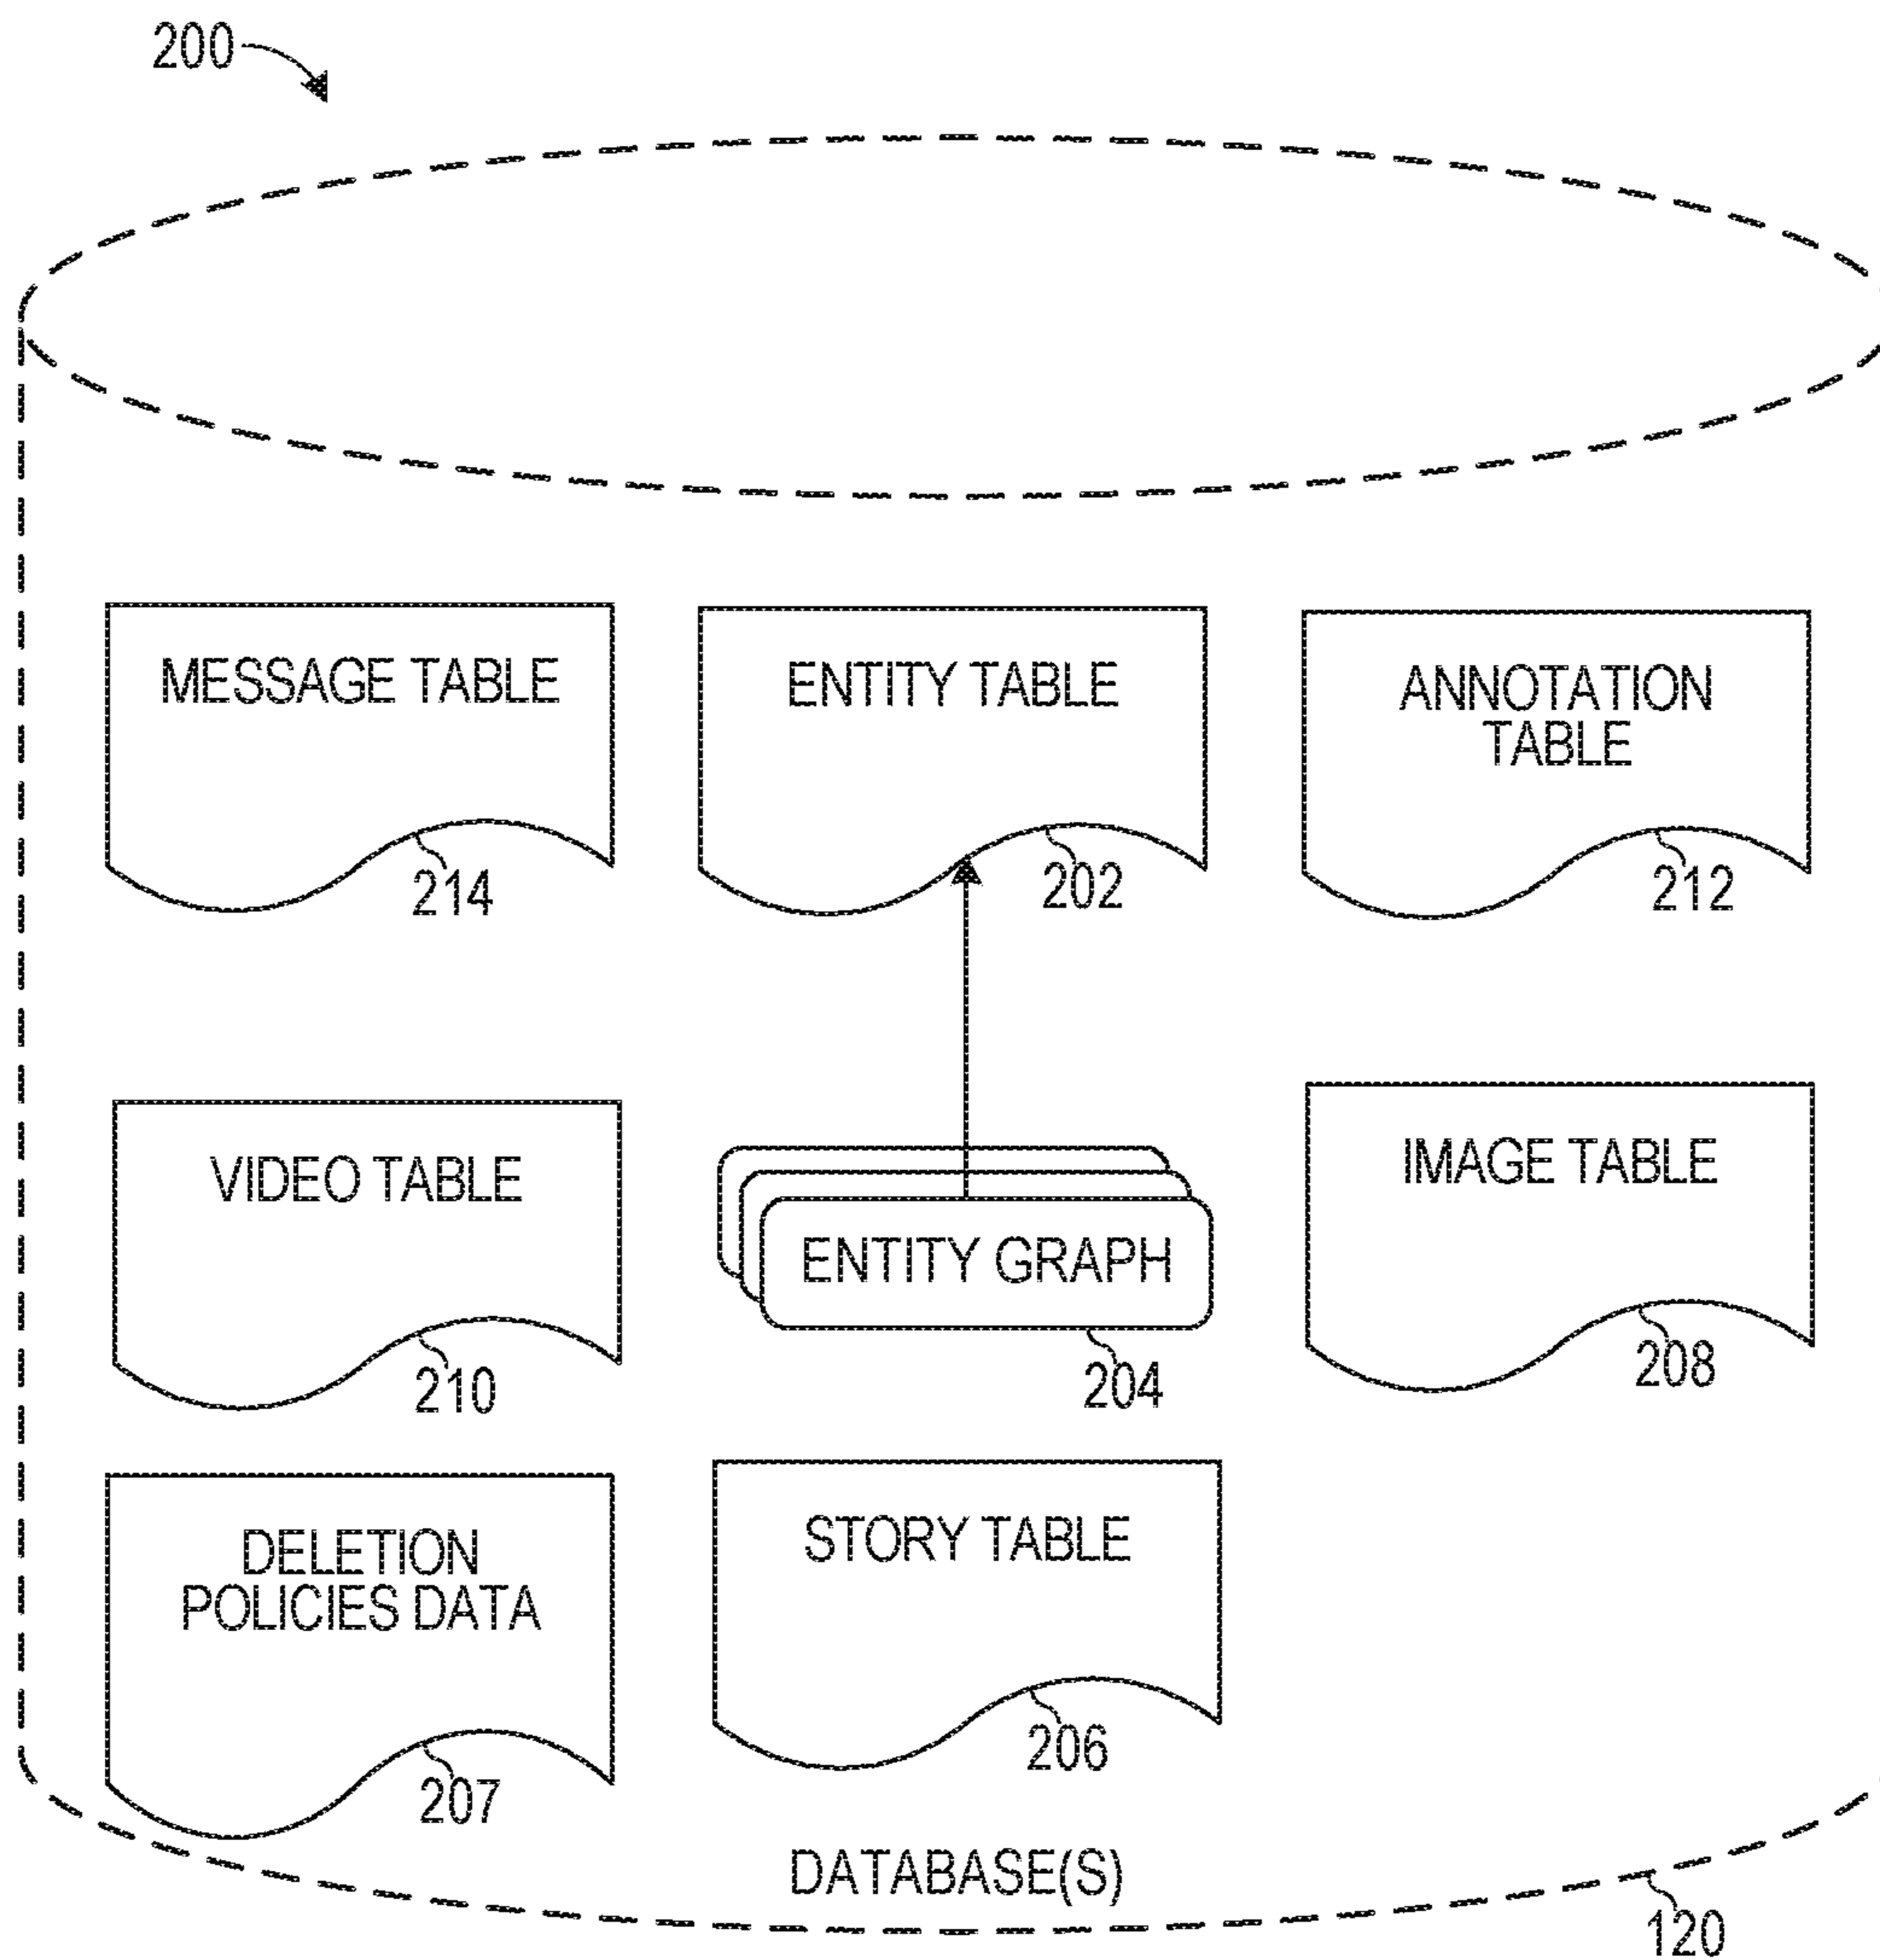 200
MESSAGE TABLE
214
ENTITY TABLE
202
ANNOTATION
TABLE
212
VIDEO TABLE
210
ENTITY GRAPH
204
IMAGE TABLE
208
DELETION
POLICIES DATA
207
STORY TABLE
206
DATABASE(S)
120